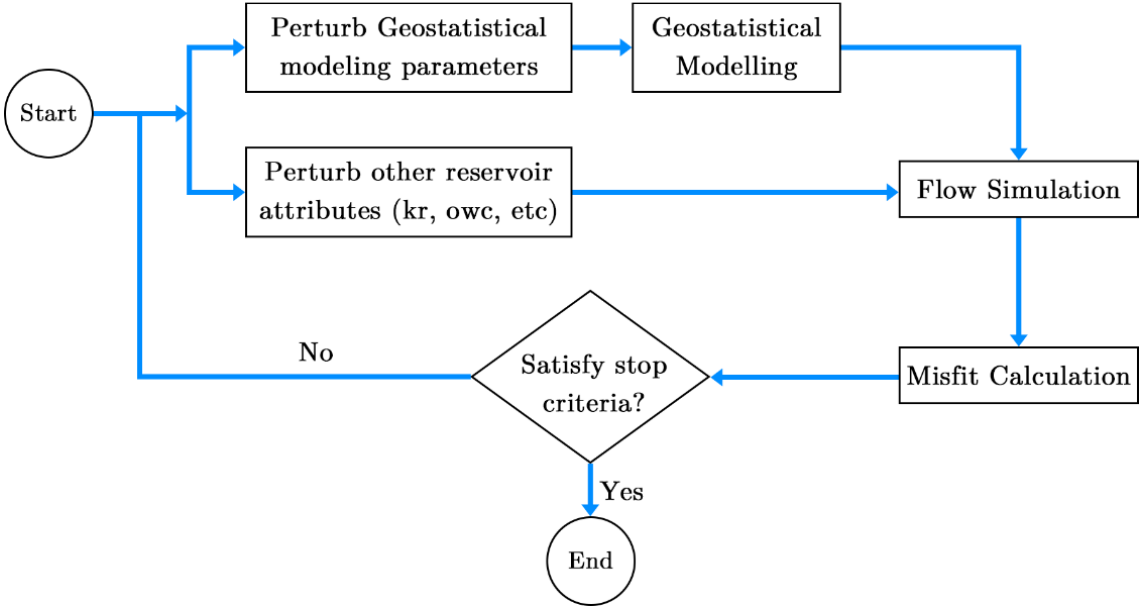 Start
Perturb Geostatistical
modeling parameters
Geostatistical
Modelling
Perturb other reservoir
attributes (kr, owc, etc)
Flow Simulation
Misfit Calculation
Satisfy stop
criteria?
No
Yes
End